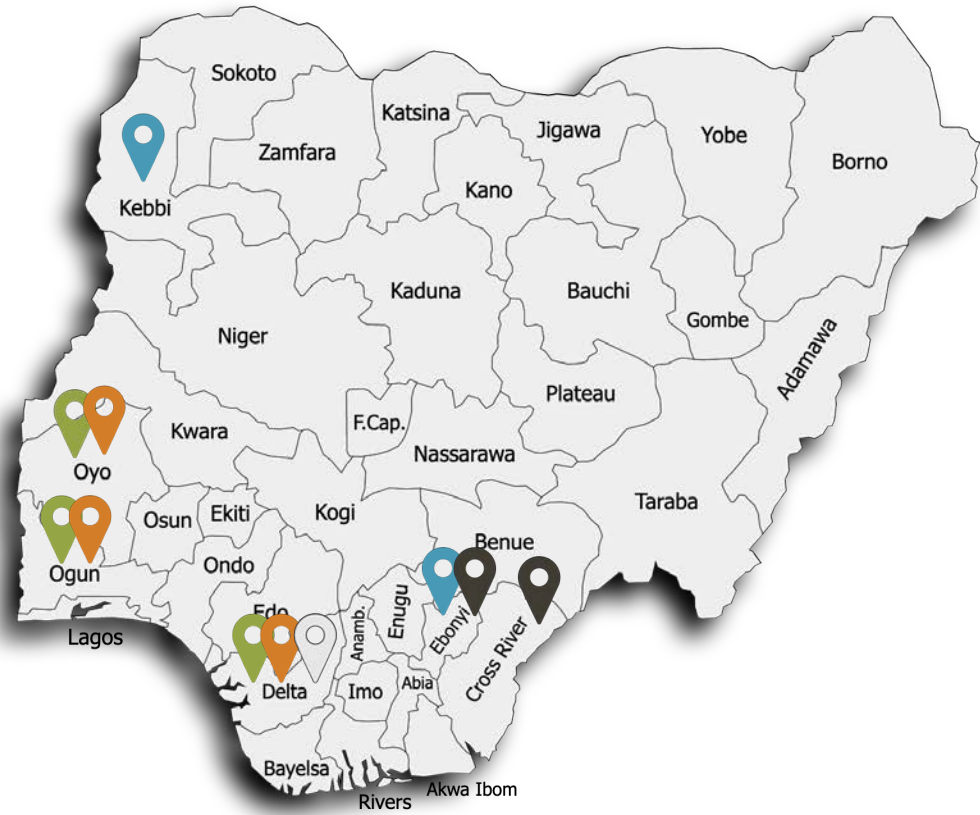 Sokoto
Katsina
Jigawa
Yobe
Borno
Zamfara
Kano
Kebbi
Kaduna
Bauchi
Gombe
Niger
Adamawa
Plateau
F.Cap.
Kwara
Nassarawa
Oyo
Taraba
Osun
Ekiti
Kogi
Benue
Ogun
Ondo
Edo
Anamb.
Enugu
Ebonyi
Cross River
Lagos
Delta
Imo
Abia
Bayelsa
Akwa Ibom
Rivers